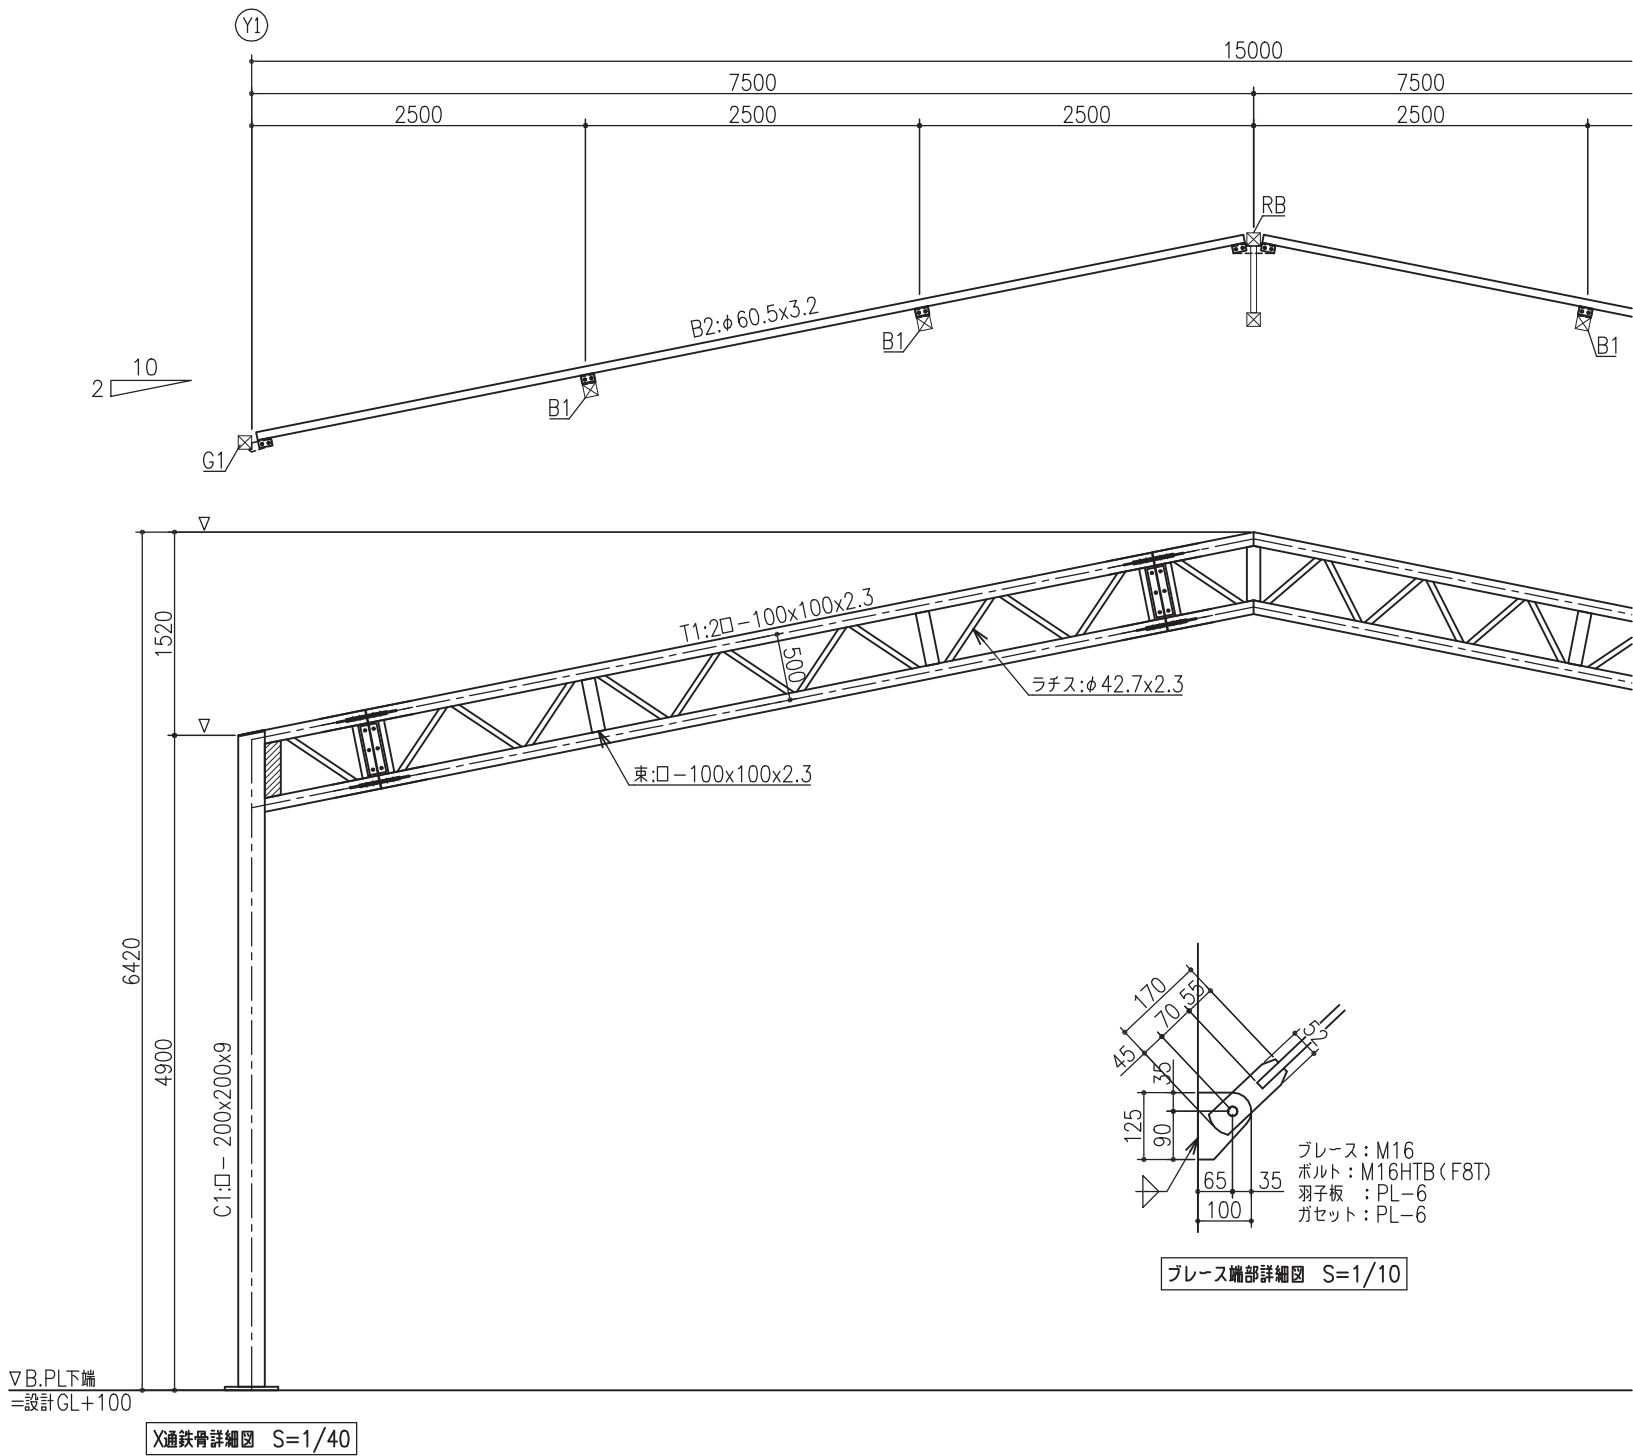 Y1
15000
7500
7500
2500
2500
2500
2500
RB
B2:φ60.5x3.2
B1
B1
10
2
B1
G1
▽
1520
T1:2□-100x100x2.3
500
ラチス:φ42.7x2.3
▽
束:□-100x100x2.3
6420
4900
C1:□- 200x200x9
170
70
55
52
45
35
125
90
65
35
100
ブレース:M16
ボルト:M16HTB(F8T)
羽子板 :PL-6
ガセット:PL-6
ブレース端部詳細図 S=1/10
▽B.PL下端
=設計GL+100
X通鉄骨詳細図 S=1/40